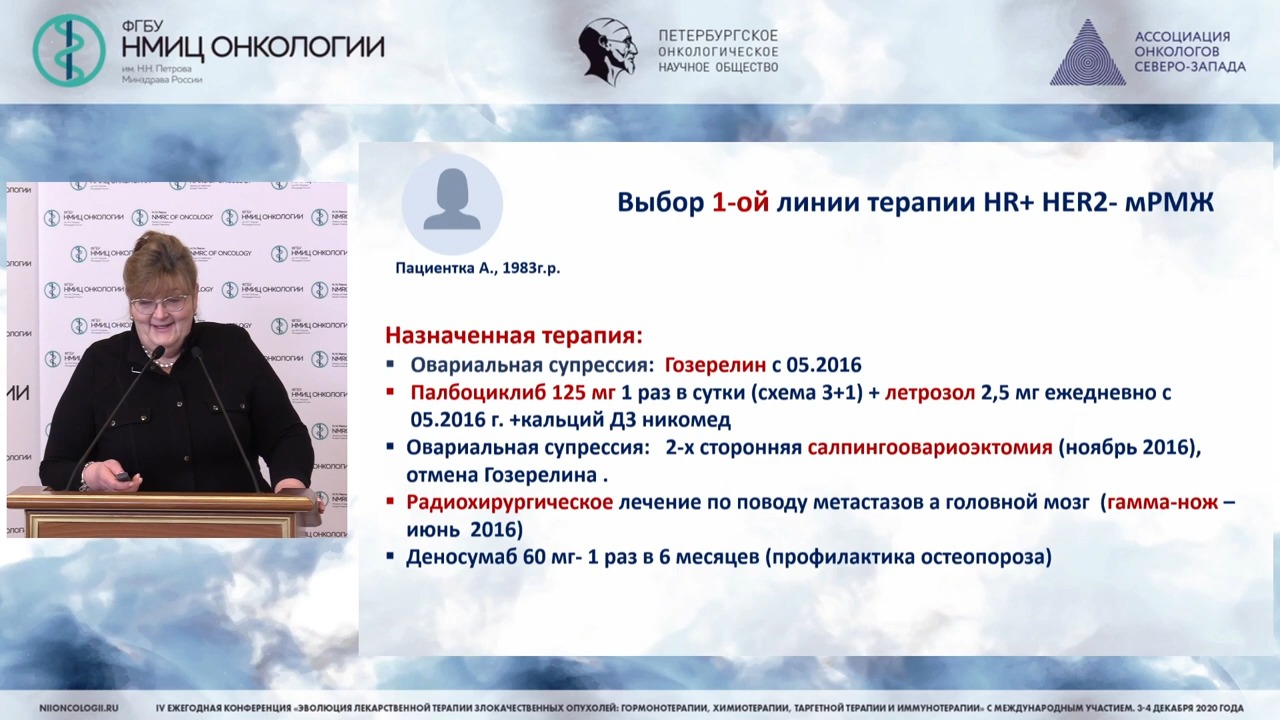 ФГБУ
НМИЦ ОНКОЛОГИИ
им. Н.Н. Петрова
Минздрава России
ПЕТЕРБУРГСКОЕ
ОНКОЛОГИЧЕСКОЕ
НАУЧНОЕ ОБЩЕСТВО
АССОЦИАЦИЯ
ОНКОЛОГОВ
СЕВЕРО-ЗАПАДА
Выбор 1-ой линии терапии HR+ HER2- мРМЖ
Пациентка А., 1983г.р.
Назначенная терапия:
▪ Овариальная супрессия: Гозерелин с 05.2016
▪ Палбоциклиб 125 мг 1 раз в сутки (схема 3+1) + летрозол 2,5 мг ежедневно с
05.2016 г. +кальций Д3 никомед
▪ Овариальная супрессия: 2-х сторонняя салпингоовариоэктомия (ноябрь 2016),
отмена Гозерелина .
▪ Радиохирургическое лечение по поводу метастазов а головной мозг (гамма-нож –
июнь 2016)
▪ Деносумаб 60 мг- 1 раз в 6 месяцев (профилактика остеопороза)
NIIONCOLOGII.RU
IV ЕЖЕГОДНАЯ КОНФЕРЕНЦИЯ «ЭВОЛЮЦИЯ ЛЕКАРСТВЕННОЙ ТЕРАПИИ ЗЛОКАЧЕСТВЕННЫХ ОПУХОЛЕЙ: ГОРМОНОТЕРАПИИ, ХИМИОТЕРАПИИ, ТАРГЕТНОЙ ТЕРАПИИ И ИММУНОТЕРАПИИ» С МЕЖДУНАРОДНЫМ УЧАСТИЕМ. 3-4 ДЕКАБРЯ 2020 ГОДА